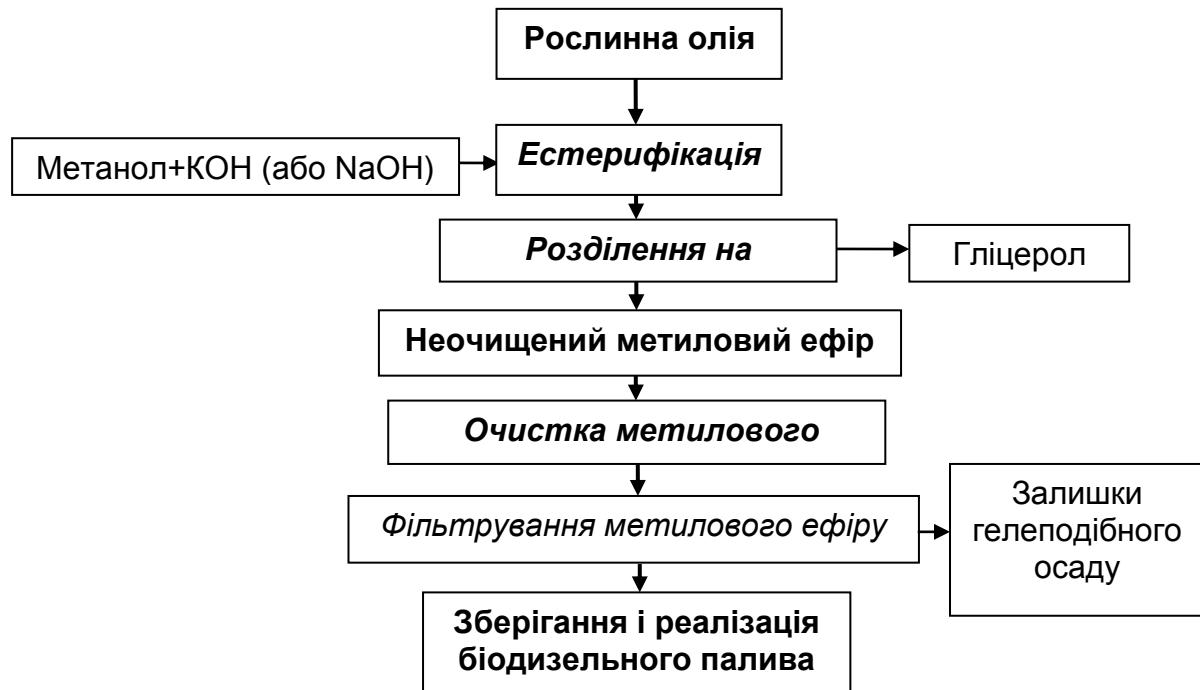 Рослинна олія
Естерифікація
Метанол+КОН (або NaOH)
Розділення на
Гліцерол
Неочищений метиловий ефір
Очистка метилового
Фільтрування метилового ефіру
Залишки
гелеподібного
осаду
Зберігання і реалізація
біодизельного палива